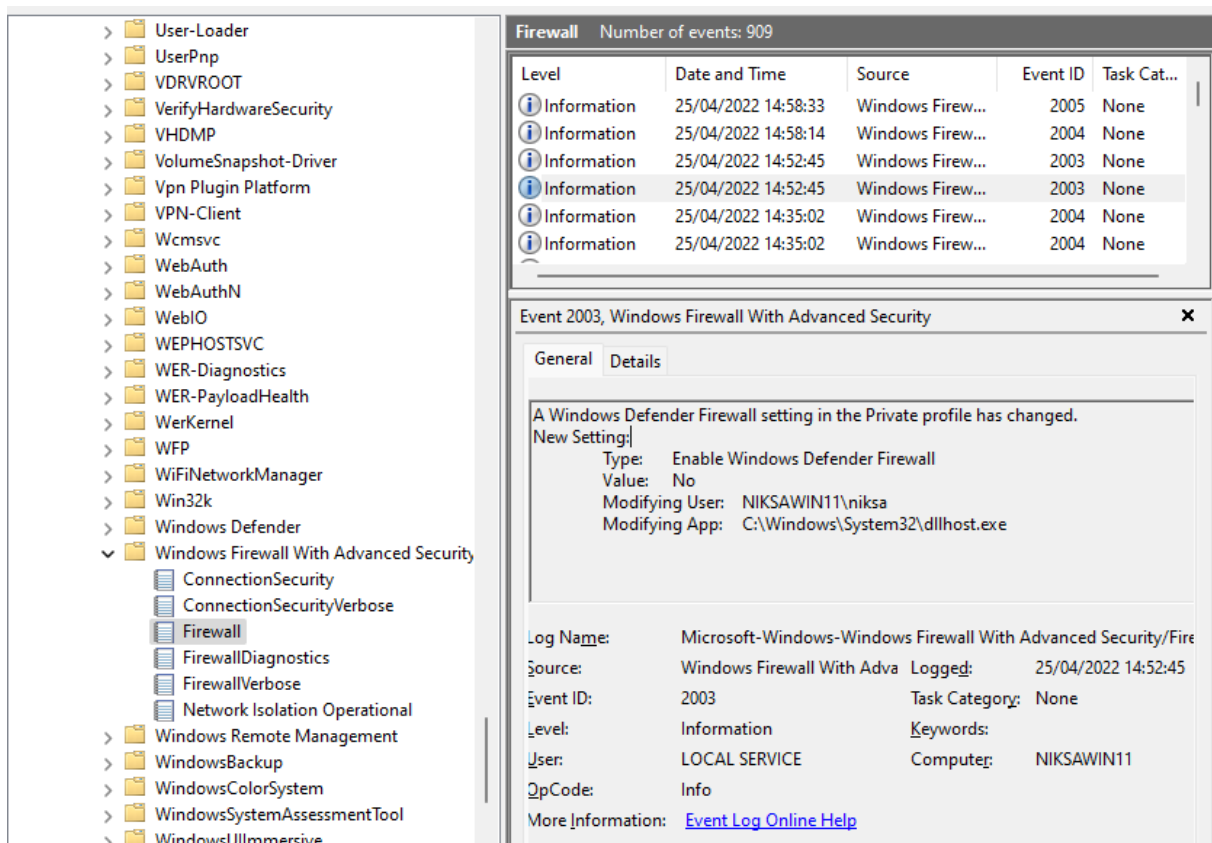 User-Loader
UserPnp
VDRVROOT
VerifyHardwareSecurity
VHDMP
VolumeSnapshot-Driver
Vpn Plugin Platform
VPN-Client
Wcmsvc
WebAuth
WebAuthN
WebIO
WEPHOSTSVC
WER-Diagnostics
WER-PayloadHealth
WerKernel
WFP
WiFiNetworkManager
Win32k
Windows Defender
Windows Firewall With Advanced Security
ConnectionSecurity
ConnectionSecurityVerbose
Firewall
FirewallDiagnostics
FirewallVerbose
Network Isolation Operational
Windows Remote Management
WindowsBackup
WindowsColorSystem
WindowsSystemAssessmentTool
WindowsUIImmersive
Firewall Number of events: 909
Level Date and Time Source Event ID Task Cat...
Information 25/04/2022 14:58:33 Windows Firew... 2005 None
Information 25/04/2022 14:58:14 Windows Firew... 2004 None
Information 25/04/2022 14:52:45 Windows Firew... 2003 None
Information 25/04/2022 14:52:45 Windows Firew... 2003 None
Information 25/04/2022 14:35:02 Windows Firew... 2004 None
Information 25/04/2022 14:35:02 Windows Firew... 2004 None
Event 2003, Windows Firewall With Advanced Security
General Details
A Windows Defender Firewall setting in the Private profile has changed.
New Setting:
Type: Enable Windows Defender Firewall
Value: No
Modifying User: NIKSAWIN11\niksa
Modifying App: C:\Windows\System32\dllhost.exe
Log Name: Microsoft-Windows-Windows Firewall With Advanced Security/Fire
Source: Windows Firewall With Adva Logged: 25/04/2022 14:52:45
Event ID: 2003 Task Category: None
Level: Information Keywords:
User: LOCAL SERVICE Computer: NIKSAWIN11
OpCode: Info
More Information: Event Log Online Help